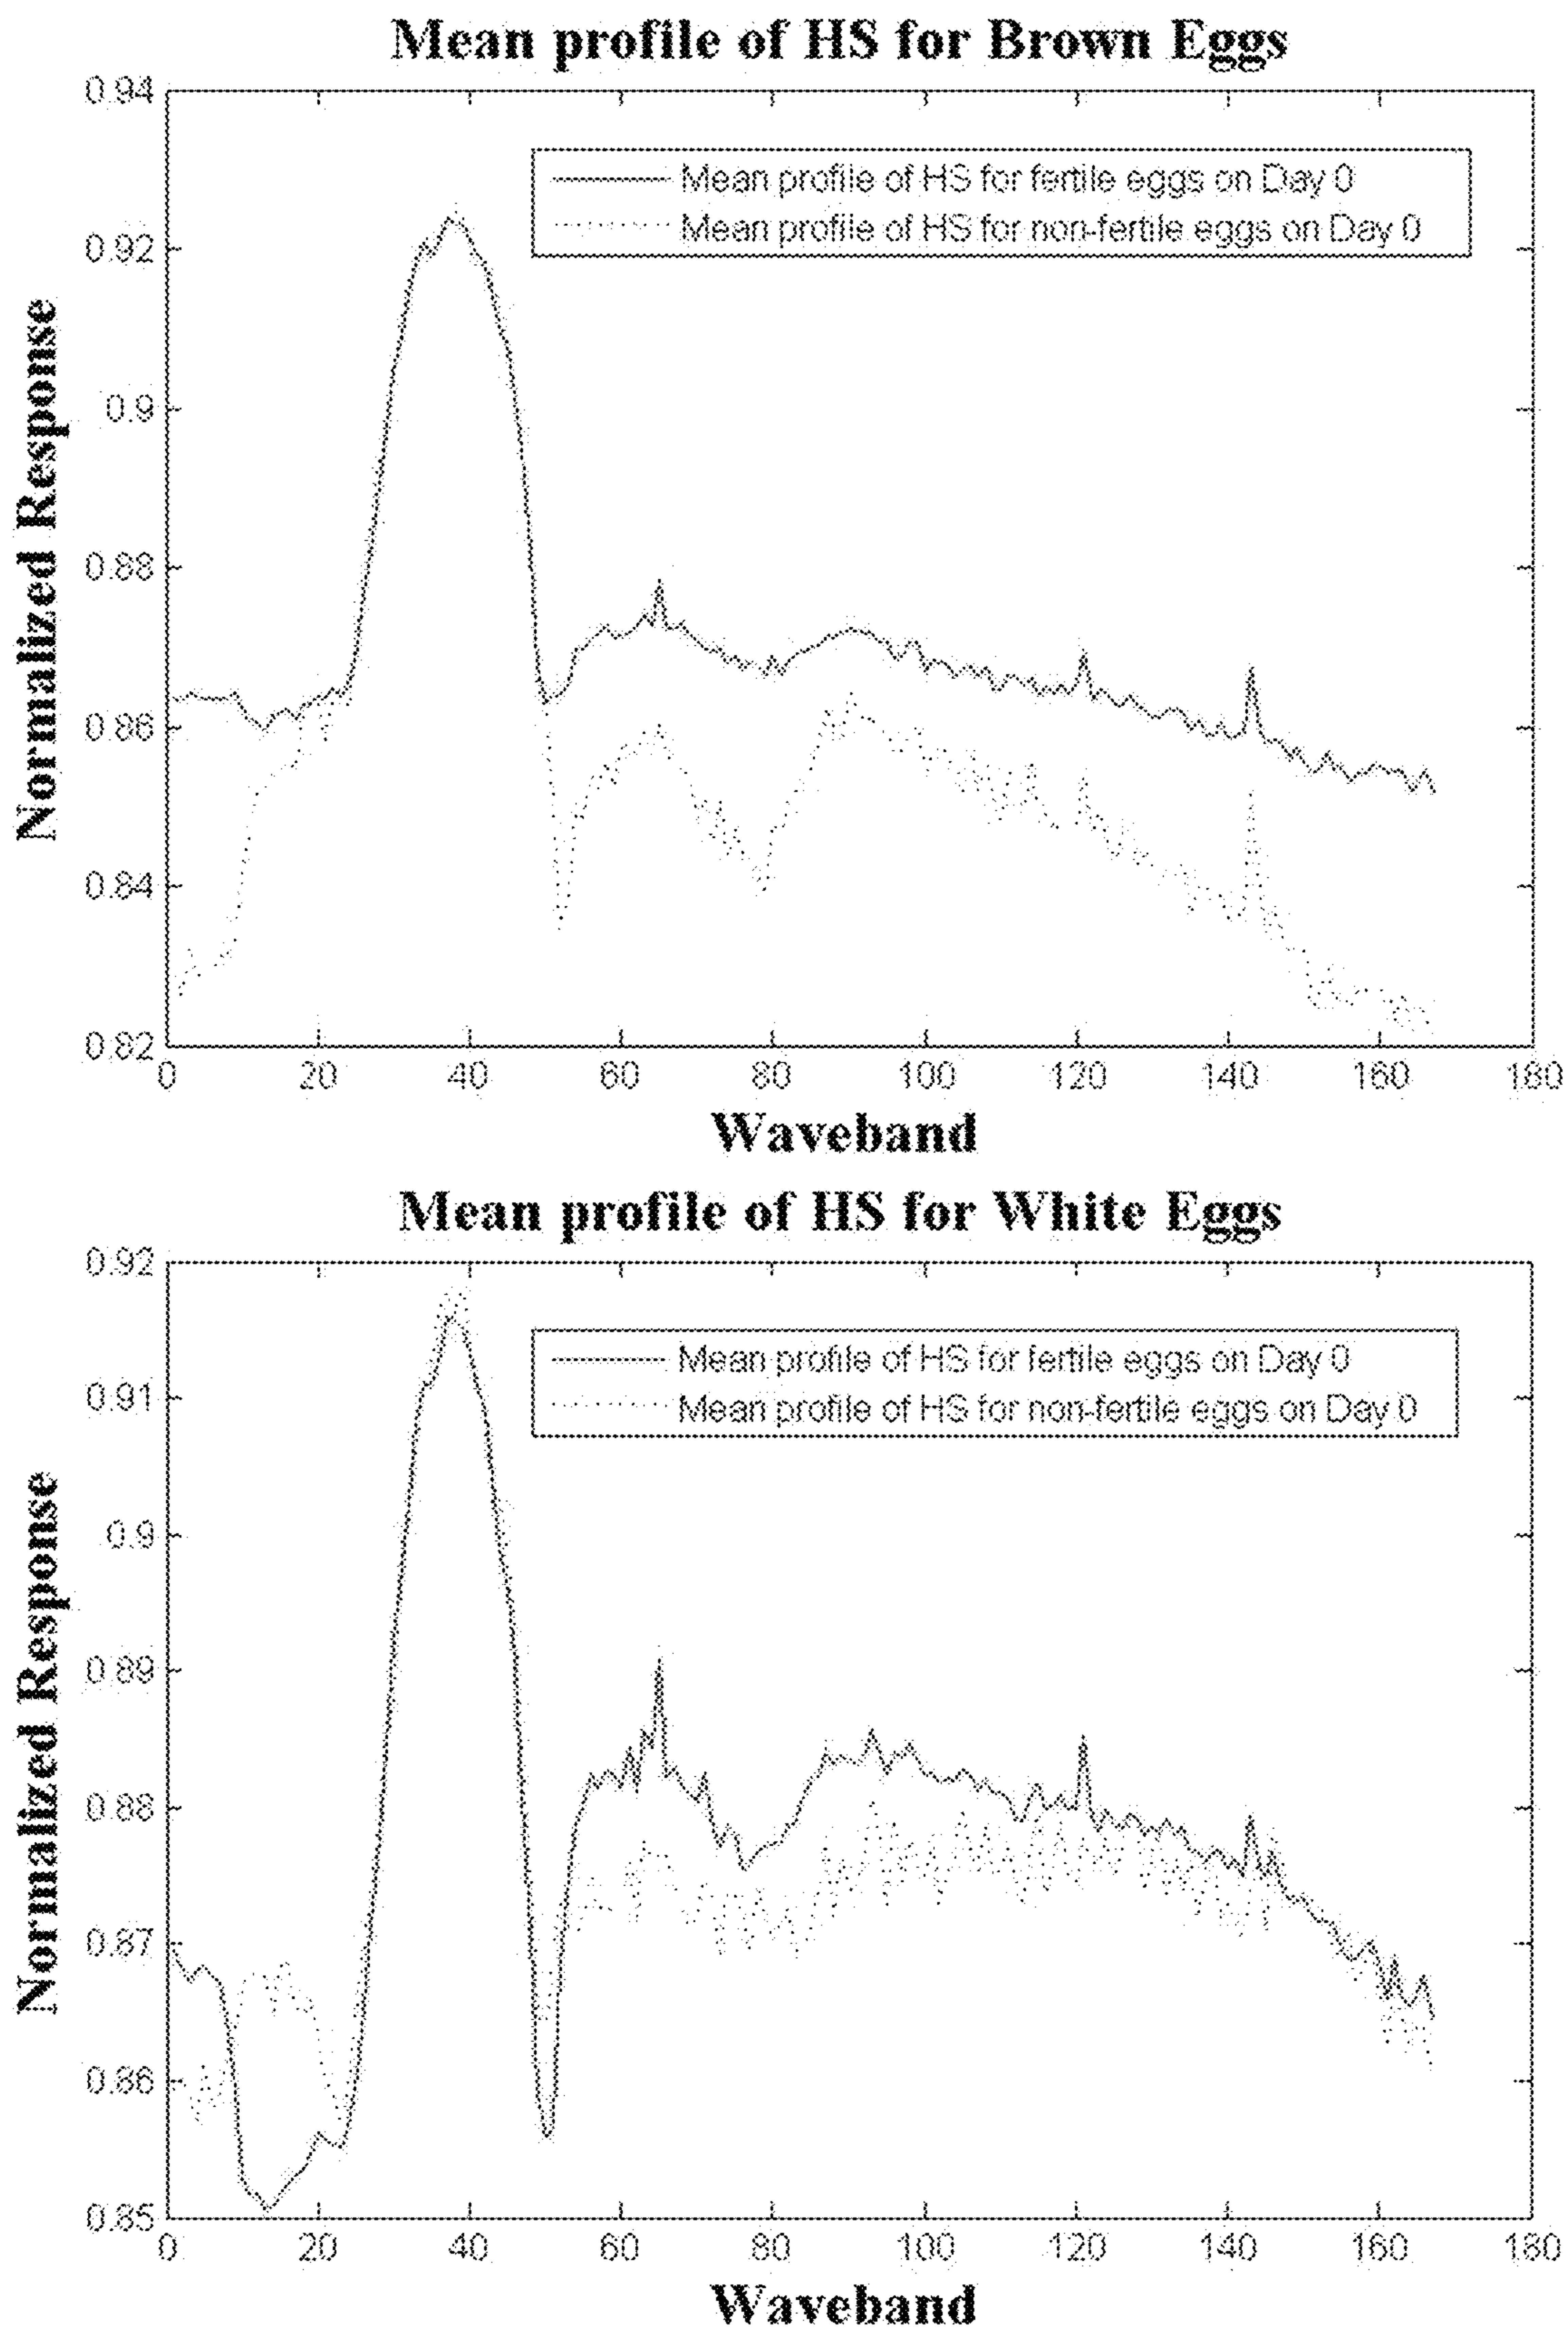 Mean profile of HS for Brown Eggs
0.94
0.92
0.9
0.88
0.86
0.84
0.82
Normalized Response
Mean profile of HS for fertile eggs on Day 0
Mean profile of HS for non-fertile eggs on Day 0
0 20 40 60 80 100 120 140 160 180
Waveband
Mean profile of HS for White Eggs
0.92
0.91
0.9
0.89
0.88
0.87
0.86
0.85
Normalized Response
Mean profile of HS for fertile eggs on Day 0
Mean profile of HS for non-fertile eggs on Day 0
0 20 40 60 80 100 120 140 160 180
Waveband